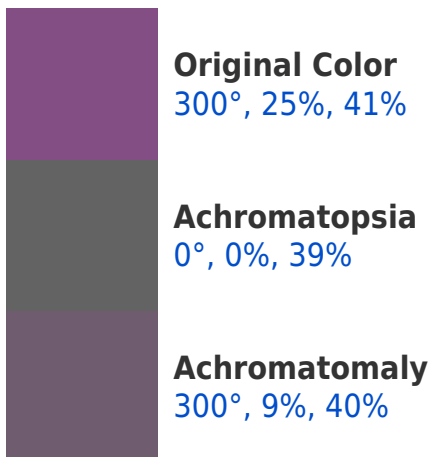 Original Color
300°, 25%, 41%
Achromatopsia
0°, 0%, 39%
Achromatomaly
300°, 9%, 40%